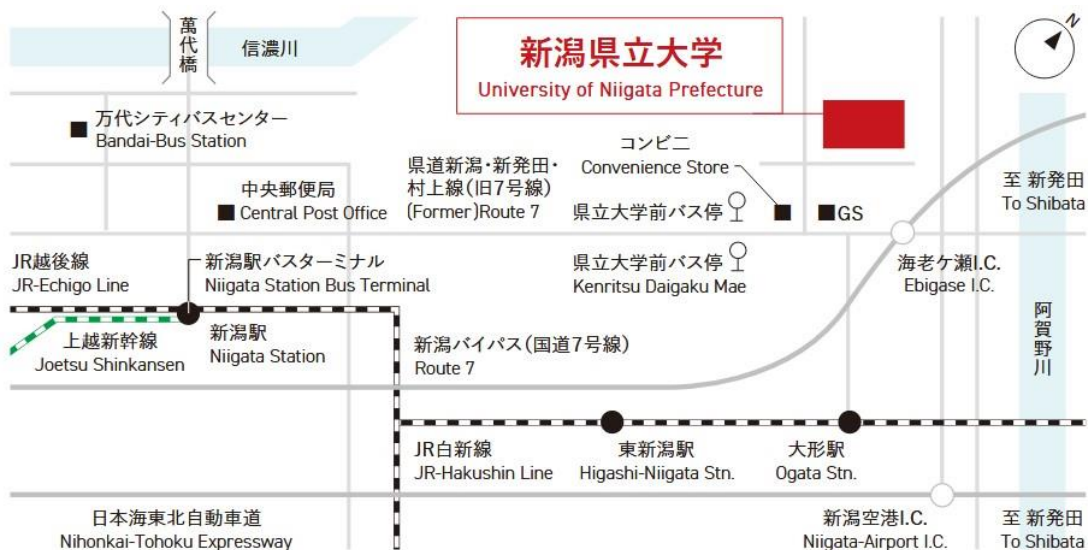 萬代橋
信濃川
新潟県立大学
University of Niigata Prefecture
N
万代シティバスセンター
Bandai-Bus Station
コンビニ
Convenience Store
県道新潟・新発田・
村上線(旧7号線)
(Former)Route 7
中央郵便局
Central Post Office
県立大学前バス停
GS
至 新発田
To Shibata
JR越後線
JR-Echigo Line
新潟駅バスターミナル
Niigata Station Bus Terminal
県立大学前バス停
Kenritsu Daigaku Mae
海老ケ瀬I.C.
Ebigase I.C.
上越新幹線
Joetsu Shinkansen
新潟駅
Niigata Station
新潟バイパス(国道7号線)
Route 7
阿賀野川
JR白新線
JR-Hakushin Line
東新潟駅
Higashi-Niigata Stn.
大形駅
Ogata Stn.
日本海東北自動車道
Nihonkai-Tohoku Expressway
新潟空港I.C.
Niigata-Airport I.C.
至 新発田
To Shibata